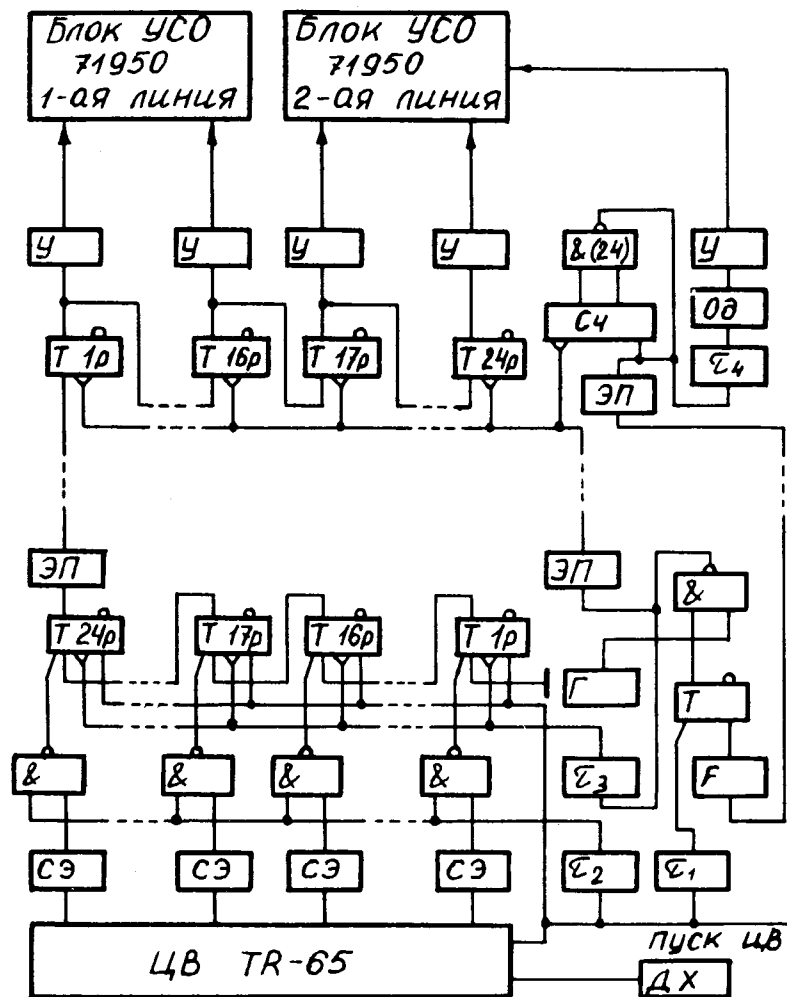 Блок УСО
71950
1-ая линия
Блок УСО
71950
2-ая линия
У
У
У
У
&(24)
У
СЧ
Од
Т 1р
Т 16р
Т 17р
Т 24р
τ4
ЭП
ЭП
ЭП
&
Т 24р
Т 17р
Т 16р
Т 1р
Г
Т
&
&
&
&
τ3
F
СЭ
СЭ
СЭ
СЭ
τ2
τ1
ПУСК ЦВ
ЦВ TR-65
ДХ